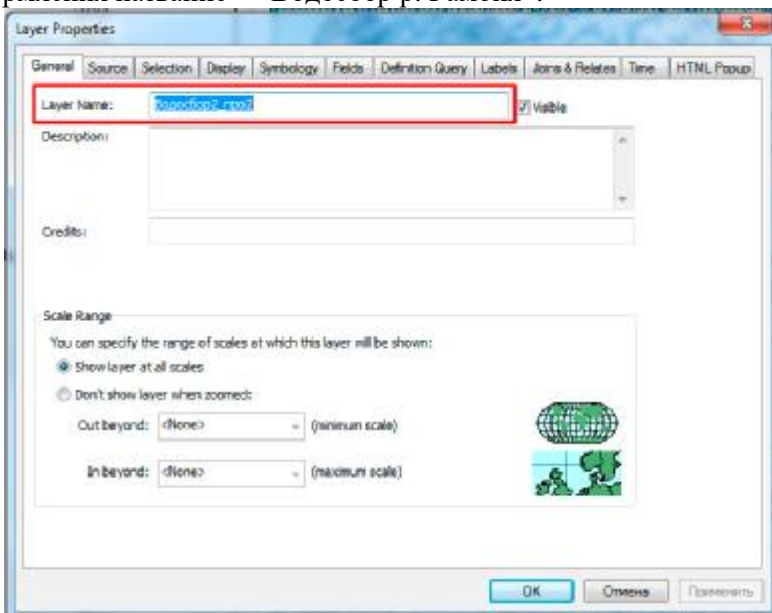 Layer Properties
General Source Selection Display Symbology Fields Definition Query Labels Joins & Relates Time HTML Popup
Layer Name: Visible
Description:
Credits:
Scale Range
You can specify the range of scales at which this layer will be shown:
Show layer at all scales
Don't show layer when zoomed:
Out beyond: <None> (minimum scale)
In beyond: <None> (maximum scale)
OK Отмена Применить